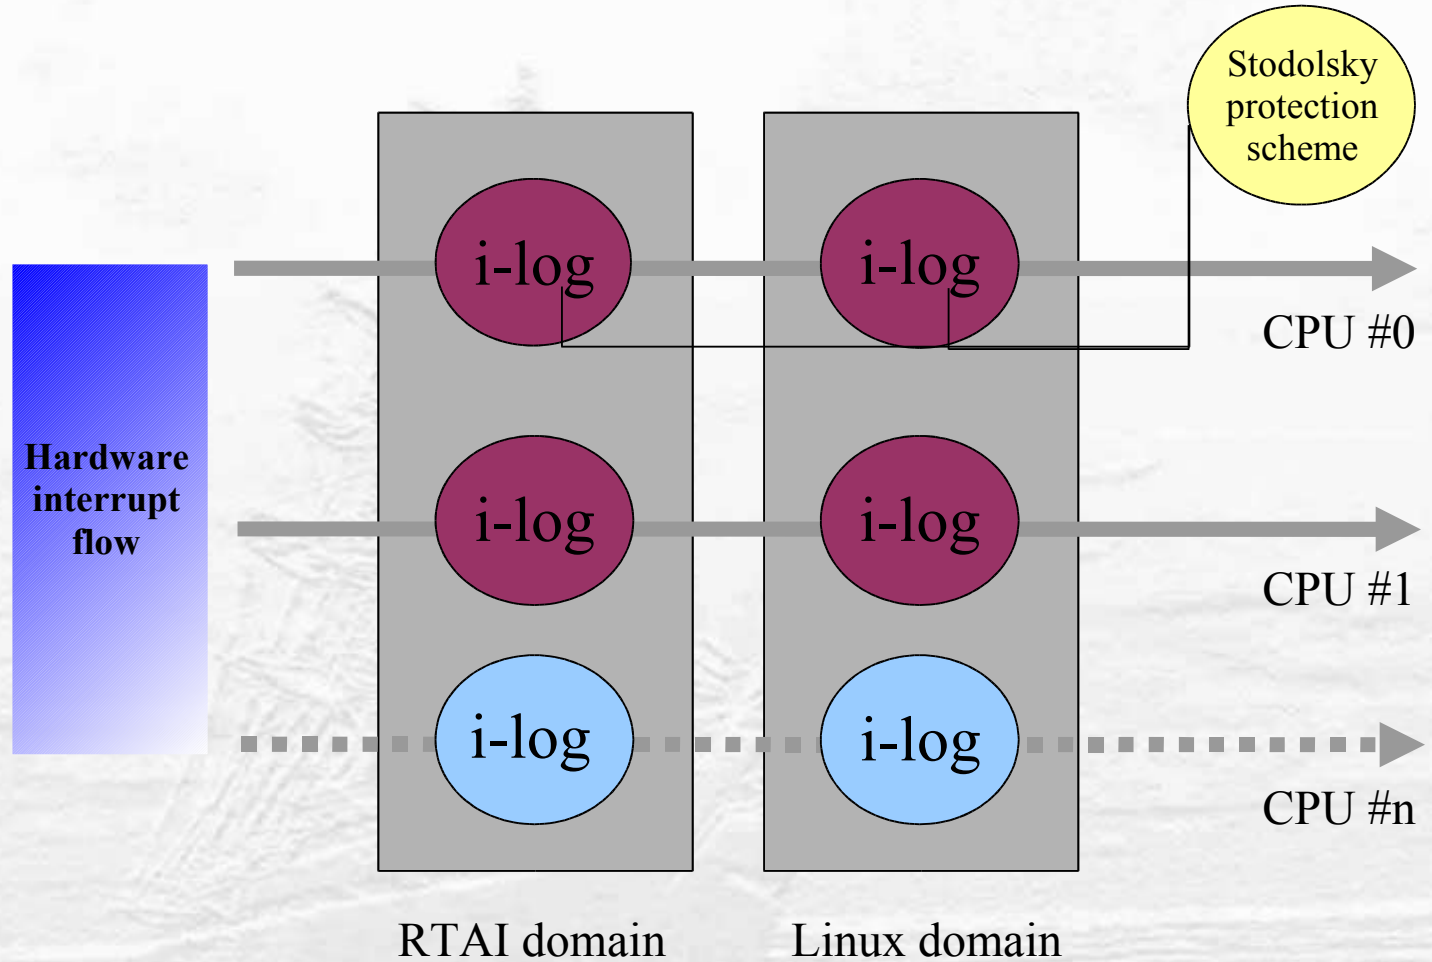 Stodolsky
protection
scheme
i-log
i-log
CPU #0
Hardware
interrupt
flow
i-log
i-log
CPU #1
i-log
i-log
CPU #n
RTAI domain
Linux domain